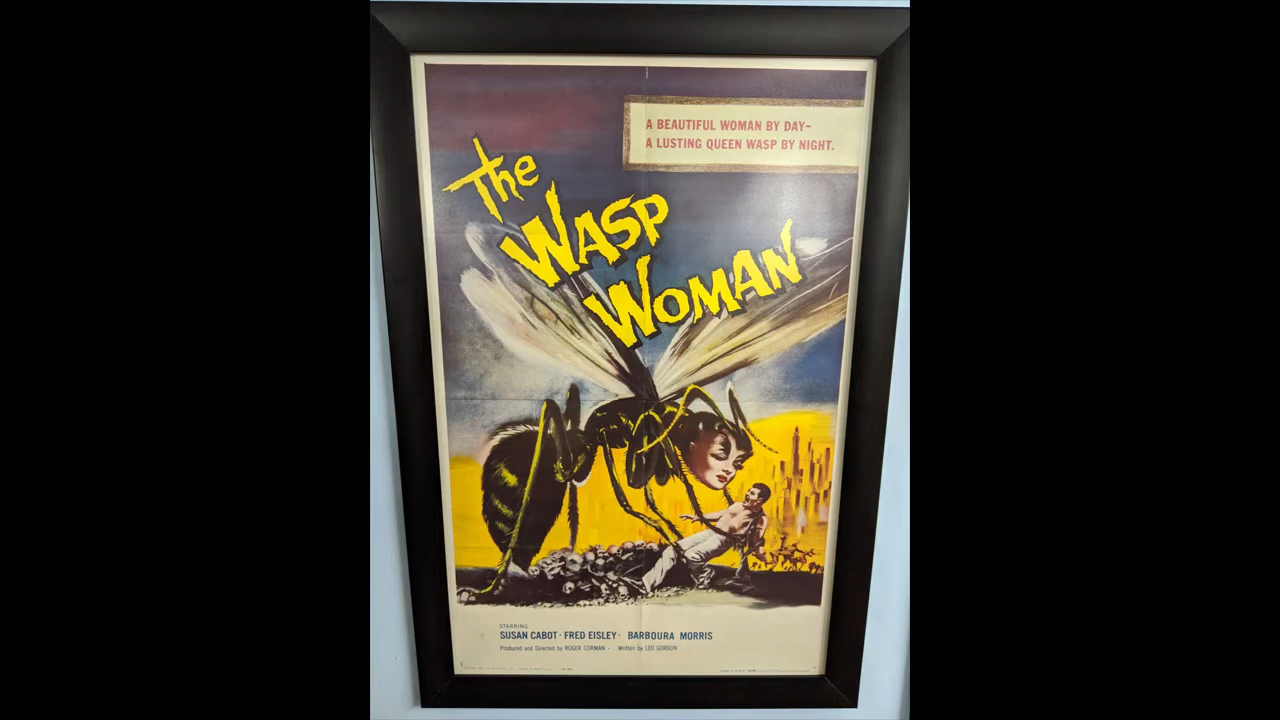 A BEAUTIFUL WOMAN BY DAY–
A LUSTING QUEEN WASP BY NIGHT.
The
WASP
WOMAN
STARRING
SUSAN CABOT · FRED EISLEY · BARBOURA MORRIS
Produced and Directed by ROGER CORMAN · Written by LEO GORDON